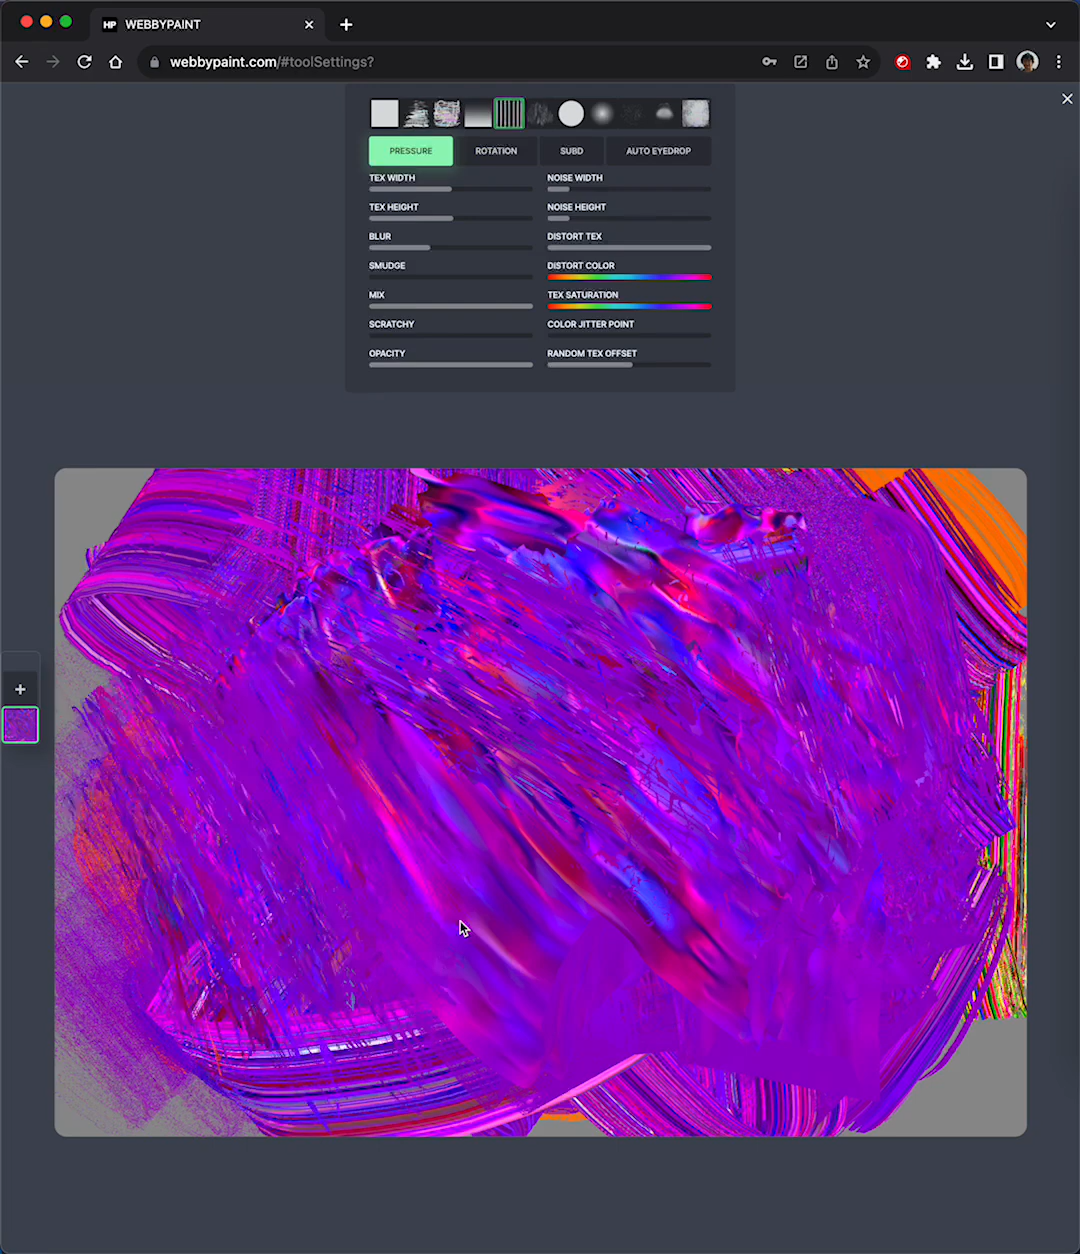 HP WEBBYPAINT
webbypaint.com/#toolSettings?
PRESSURE ROTATION SUBD AUTO EYEDROP
TEX WIDTH NOISE WIDTH
TEX HEIGHT NOISE HEIGHT
BLUR DISTORT TEX
SMUDGE DISTORT COLOR
MIX TEX SATURATION
SCRATCHY COLOR JITTER POINT
OPACITY RANDOM TEX OFFSET